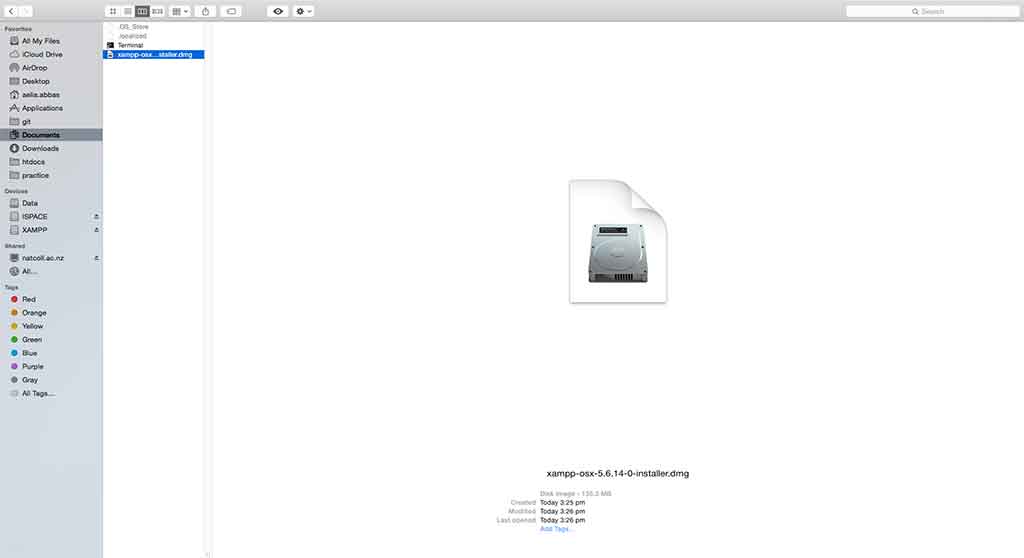 Search
Favorites
All My Files
iCloud Drive
AirDrop
Desktop
aelia.abbas
Applications
git
Documents
Downloads
htdocs
practice
Devices
Data
ISPACE
XAMPP
Shared
natcoll.ac.nz
All...
Tags
Red
Orange
Yellow
Green
Blue
Purple
Gray
All Tags...
.DS_Store
.localized
Terminal
xampp-osx...staller.dmg
xampp-osx-5.6.14-0-installer.dmg
Disk Image - 135.3 MB
Created Today 3:25 pm
Modified Today 3:26 pm
Last opened Today 3:26 pm
Add Tags...